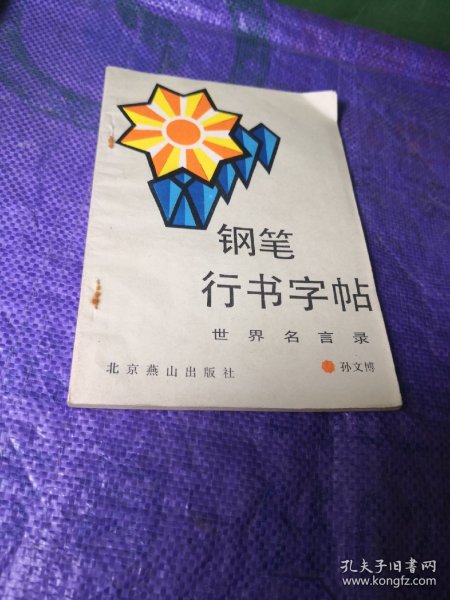 钢笔
行书字帖
世界名言录
北京燕山出版社
孙文博
孔夫子旧书网
www.kongfz.com